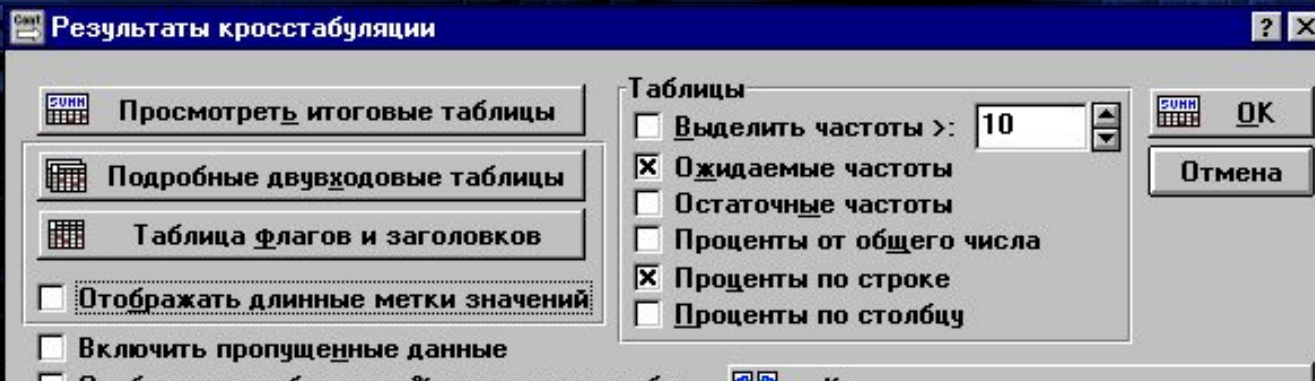 Результаты кросстабуляции
Просмотреть итоговые таблицы
Подробные двувходовые таблицы
Таблица флагов и заголовков
Отображать длинные метки значений
Включить пропущенные данные
Таблицы
Выделить частоты >: 10
Ожидаемые частоты
Остаточные частоты
Проценты от общего числа
Проценты по строке
Проценты по столбцу
OK
Отмена